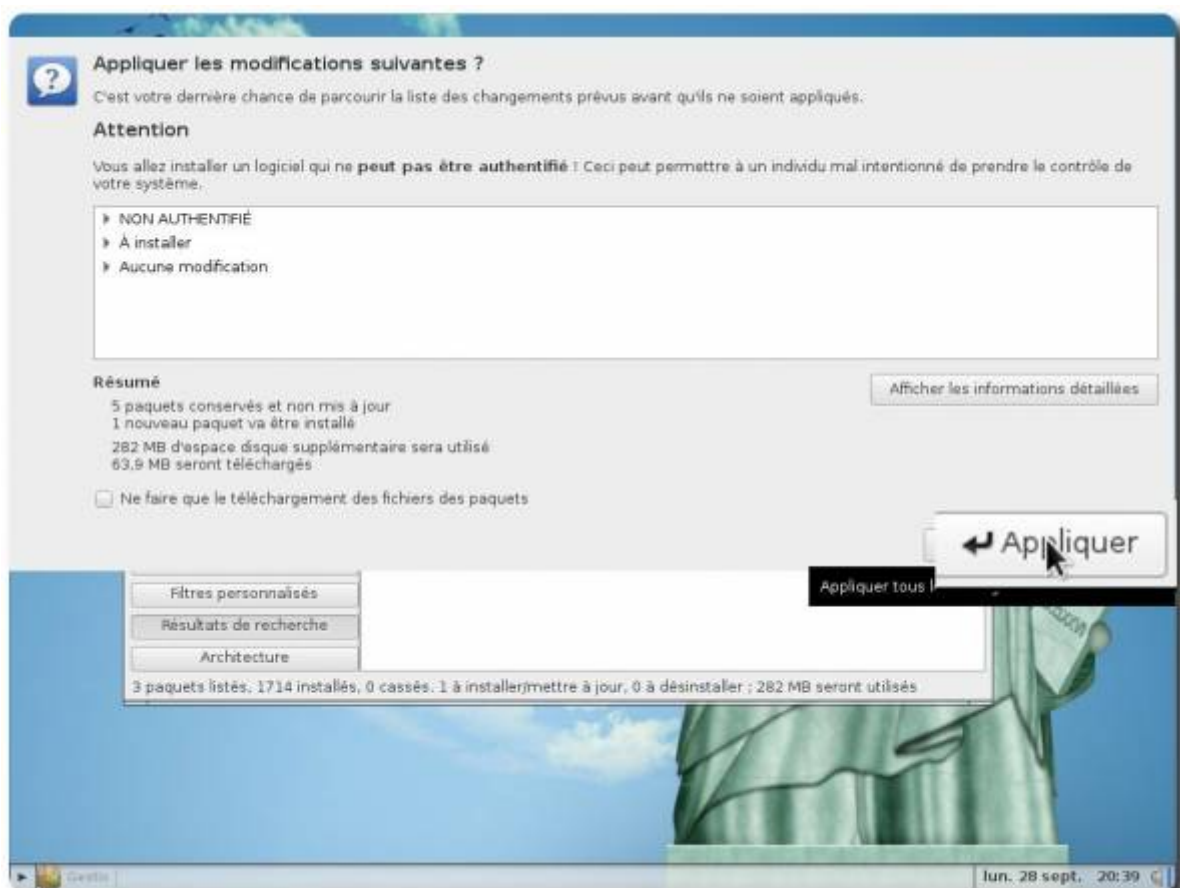 Appliquer les modifications suivantes ?
C'est votre dernière chance de parcourir la liste des changements prévus avant qu'ils ne soient appliqués.
Attention
Vous allez installer un logiciel qui ne peut pas être authentifié ! Ceci peut permettre à un individu mal intentionné de prendre le contrôle de
votre système.
NON AUTHENTIFIÉ
À installer
Aucune modification
Résumé
Afficher les informations détaillées
5 paquets conservés et non mis à jour
1 nouveau paquet va être installé
282 MB d'espace disque supplémentaire sera utilisé
63,9 MB seront téléchargés
Ne faire que le téléchargement des fichiers des paquets
Appliquer
Appliquer tous
Filtres personnalisés
Résultats de recherche
Architecture
3 paquets listés, 1714 installés, 0 cassés. 1 à installer/mettre à jour, 0 à désinstaller ; 282 MB seront utilisés
lun. 28 sept. 20:39